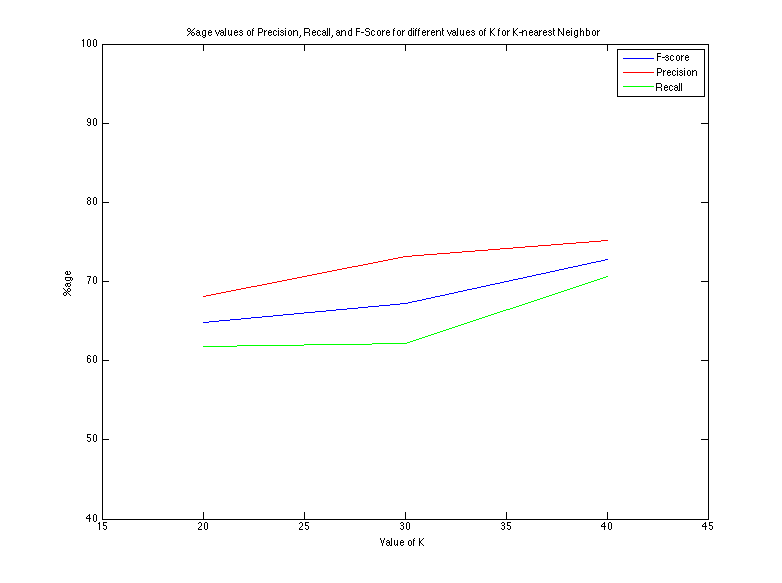 %age values of Precision, Recall, and F-Score for different values of K for K-nearest Neighbor
100
F-score
Precision
Recall
90
80
70
%age
60
50
40
15 20 25 30 35 40 45
Value of K